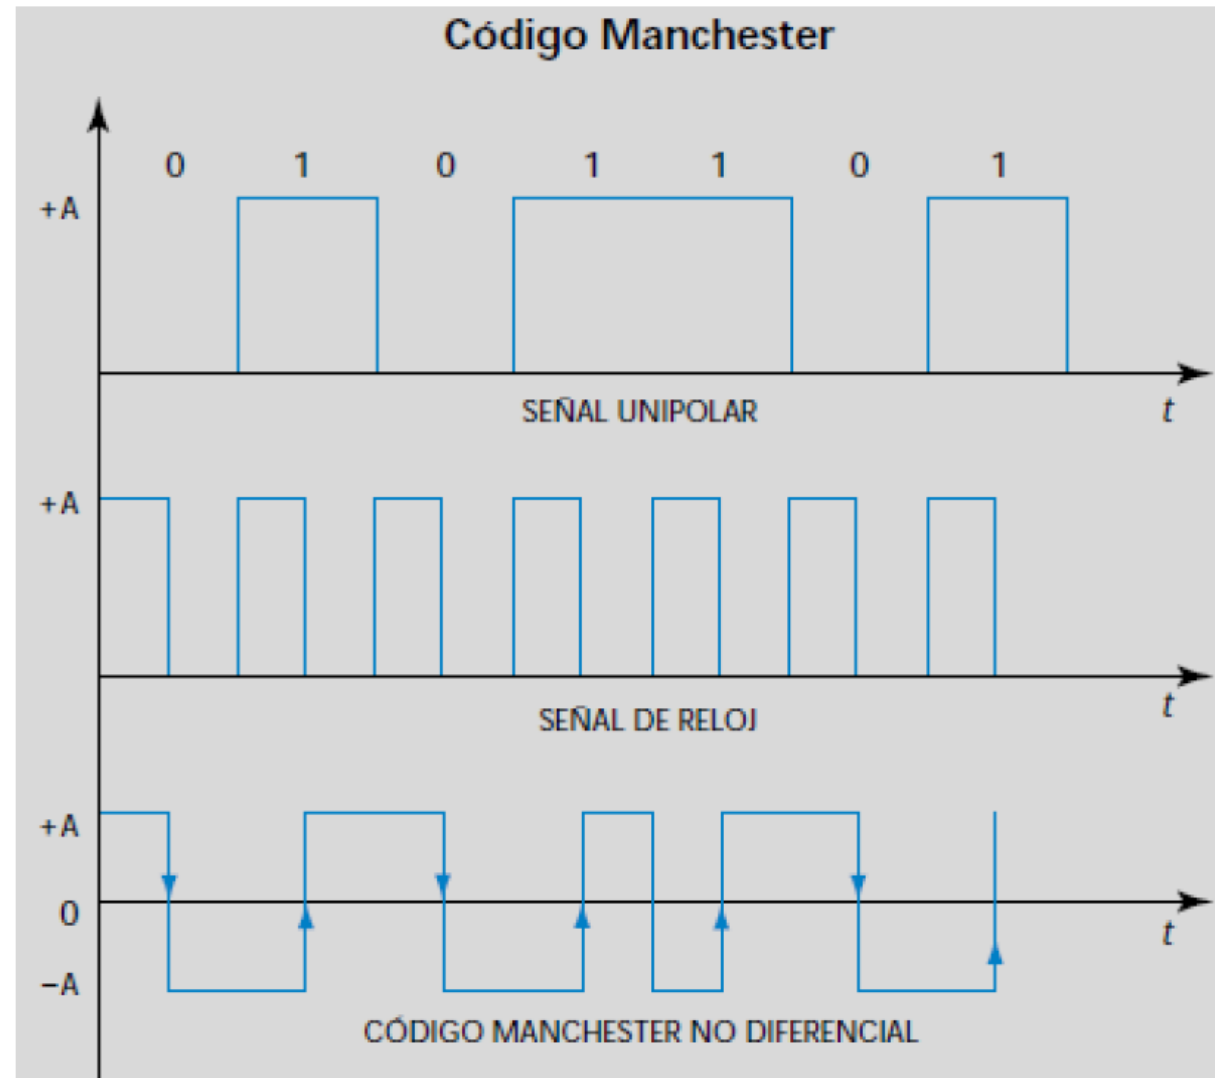 Código Manchester
0 1 0 1 1 0 1
+A
SEÑAL UNIPOLAR
t
+A
SEÑAL DE RELOJ
t
+A
0
t
−A
CÓDIGO MANCHESTER NO DIFERENCIAL